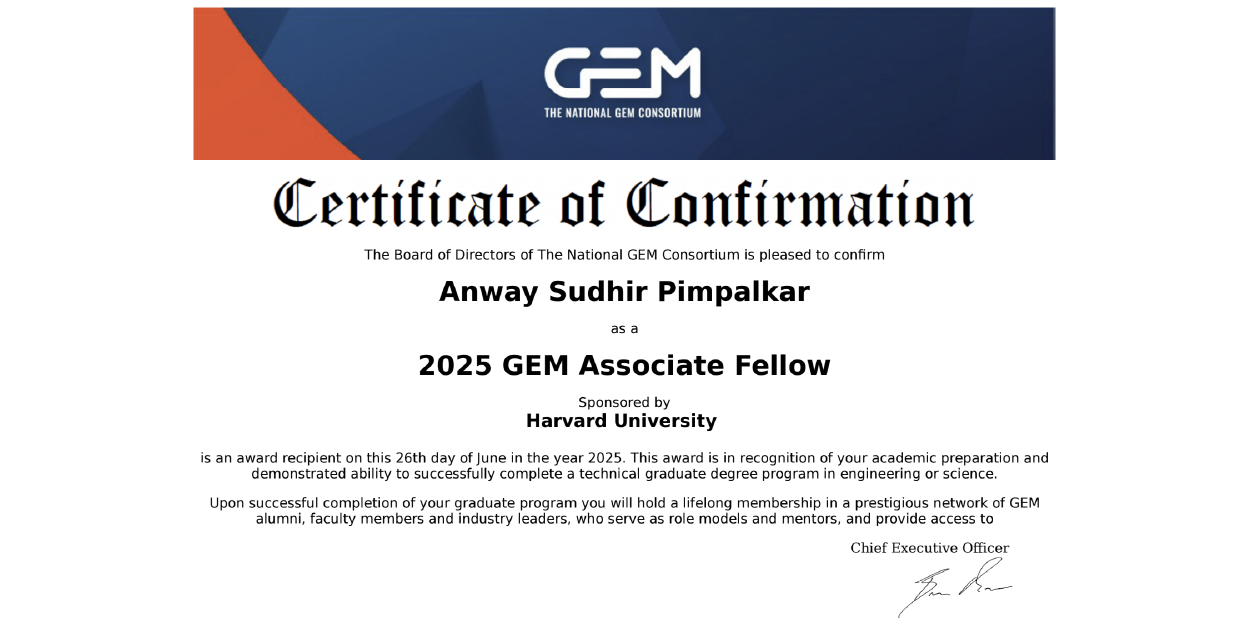 GEM
THE NATIONAL GEM CONSORTIUM
Certificate of Confirmation
The Board of Directors of The National GEM Consortium is pleased to confirm
Anway Sudhir Pimpalkar
as a
2025 GEM Associate Fellow
Sponsored by
Harvard University
is an award recipient on this 26th day of June in the year 2025. This award is in recognition of your academic preparation and
demonstrated ability to successfully complete a technical graduate degree program in engineering or science.
Upon successful completion of your graduate program you will hold a lifelong membership in a prestigious network of GEM
alumni, faculty members and industry leaders, who serve as role models and mentors, and provide access to
Chief Executive Officer